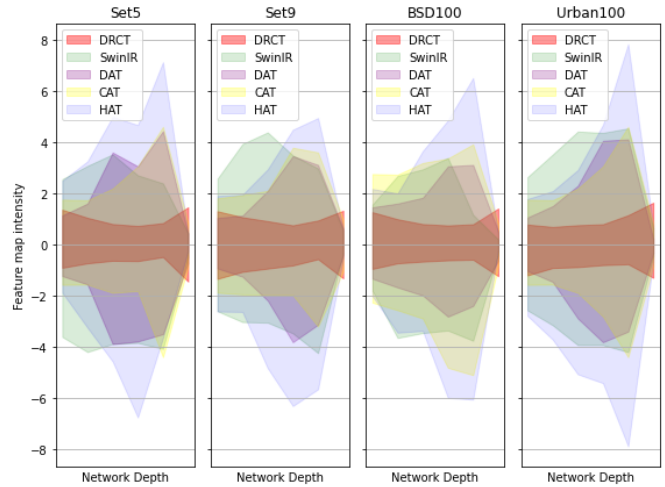 Set5 Set9 BSD100 Urban100
DRCT
SwinIR
DAT
CAT
HAT
DRCT
SwinIR
DAT
CAT
HAT
DRCT
SwinIR
DAT
CAT
HAT
DRCT
SwinIR
DAT
CAT
HAT
8
6
4
2
0
−2
−4
−6
−8
Feature map intensity
Network Depth Network Depth Network Depth Network Depth